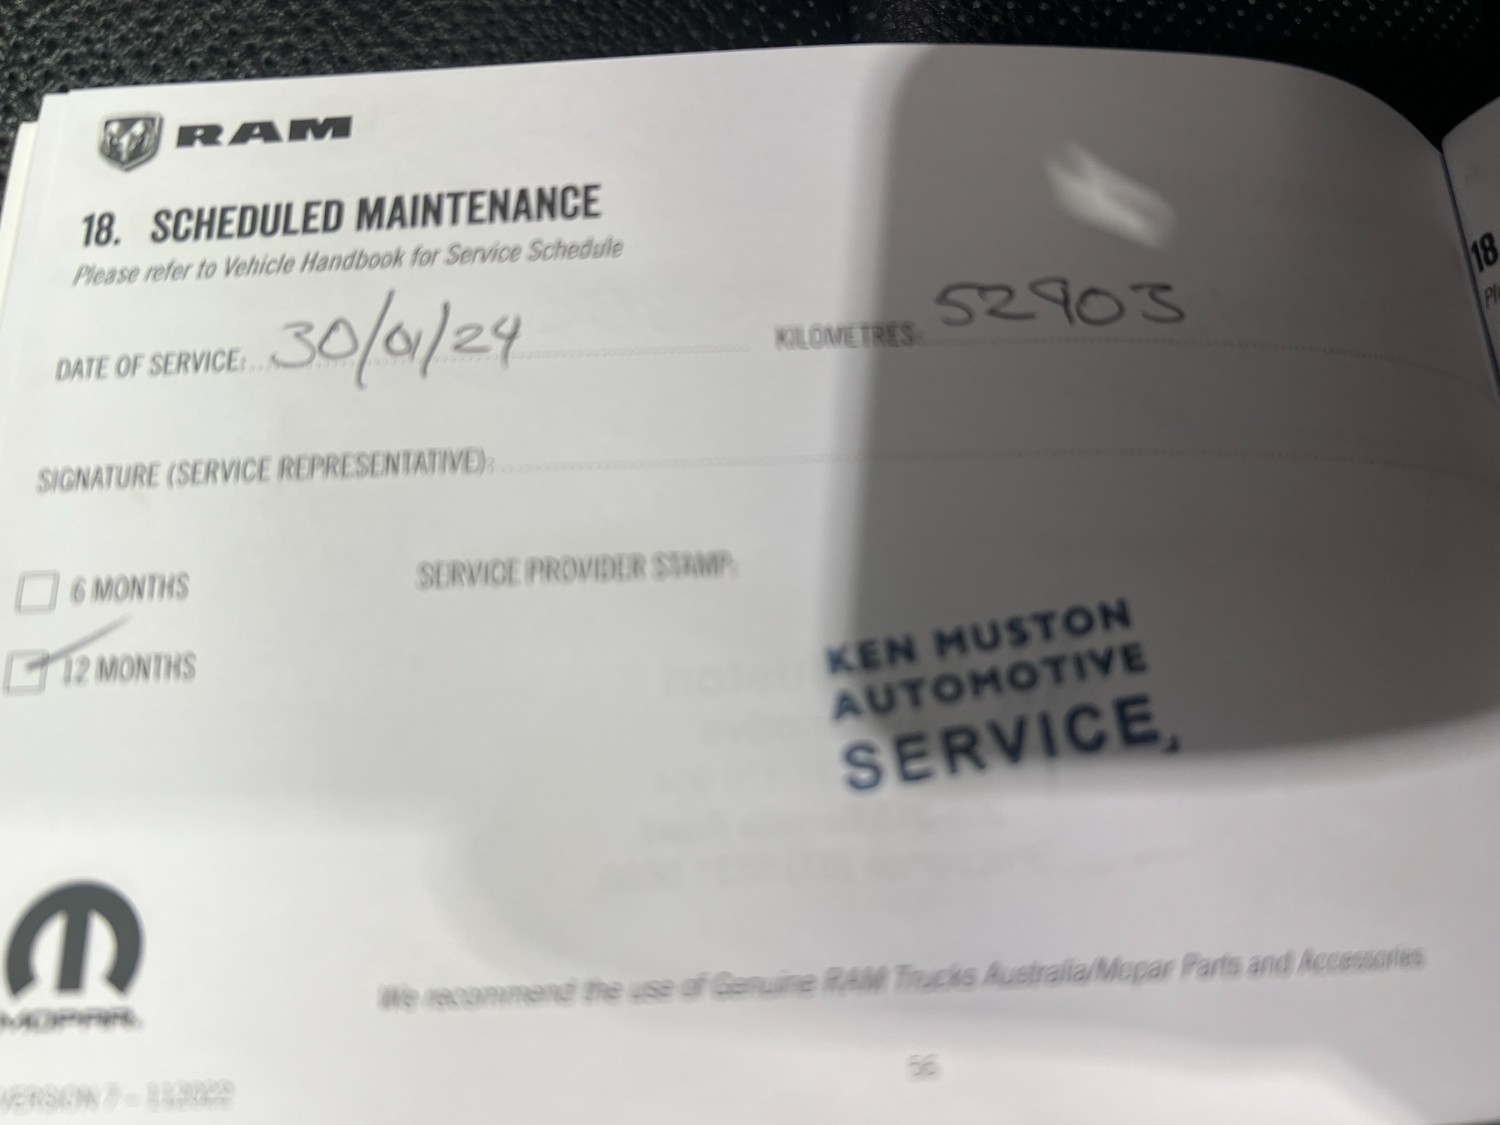 RAM
18. SCHEDULED MAINTENANCE
Please refer to Vehicle Handbook for Service Schedule
DATE OF SERVICE: 30/01/24 KILOMETRES: 52903
SIGNATURE (SERVICE REPRESENTATIVE):
6 MONTHS
SERVICE PROVIDER STAMP:
12 MONTHS
KEN MUSTON
AUTOMOTIVE
SERVICE
MOPAR
We recommend the use of Genuine RAM Trucks Australia/Mopar Parts and Accessories
56
VERSION 7 -
18